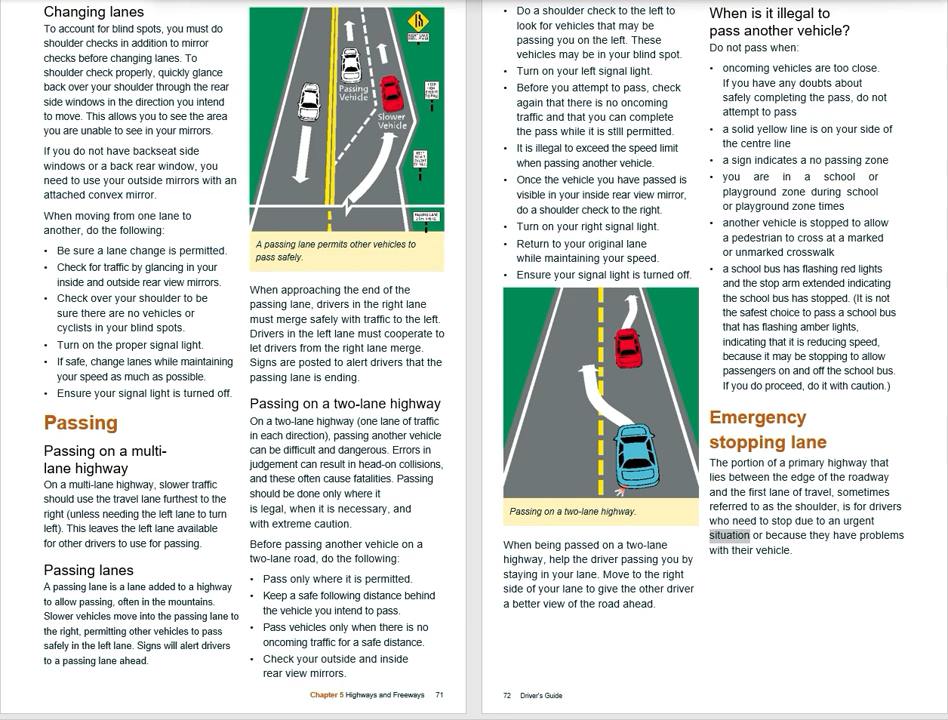 Changing lanes
To account for blind spots, you must do
shoulder checks in addition to mirror
checks before changing lanes. To
shoulder check properly, quickly glance
back over your shoulder through the rear
side windows in the direction you intend
to move. This allows you to see the area
you are unable to see in your mirrors.
If you do not have backseat side
windows or a back rear window, you
need to use your outside mirrors with an
attached convex mirror.
When moving from one lane to
another, do the following:
• Be sure a lane change is permitted.
• Check for traffic by glancing in your
inside and outside rear view mirrors.
• Check over your shoulder to be
sure there are no vehicles or
cyclists in your blind spots.
• Turn on the proper signal light.
• If safe, change lanes while maintaining
your speed as much as possible.
• Ensure your signal light is turned off.
Passing
Passing on a multi-
lane highway
On a multi-lane highway, slower traffic
should use the travel lane furthest to the
right (unless needing the left lane to turn
left). This leaves the left lane available
for other drivers to use for passing.
Passing lanes
A passing lane is a lane added to a highway
to allow passing, often in the mountains.
Slower vehicles move into the passing lane to
the right, permitting other vehicles to pass
safely in the left lane. Signs will alert drivers
to a passing lane ahead.
Passing
Vehicle
Slower
Vehicle
A passing lane permits other vehicles to
pass safely.
When approaching the end of the
passing lane, drivers in the right lane
must merge safely with traffic to the left.
Drivers in the left lane must cooperate to
let drivers from the right lane merge.
Signs are posted to alert drivers that the
passing lane is ending.
Passing on a two-lane highway
On a two-lane highway (one lane of traffic
in each direction), passing another vehicle
can be difficult and dangerous. Errors in
judgement can result in head-on collisions,
and these often cause fatalities. Passing
should be done only where it
is legal, when it is necessary, and
with extreme caution.
Before passing another vehicle on a
two-lane road, do the following:
• Pass only where it is permitted.
• Keep a safe following distance behind
the vehicle you intend to pass.
• Pass vehicles only when there is no
oncoming traffic for a safe distance.
• Check your outside and inside
rear view mirrors.
Chapter 5 Highways and Freeways 71
• Do a shoulder check to the left to
look for vehicles that may be
passing you on the left. These
vehicles may be in your blind spot.
• Turn on your left signal light.
• Before you attempt to pass, check
again that there is no oncoming
traffic and that you can complete
the pass while it is still permitted.
• It is illegal to exceed the speed limit
when passing another vehicle.
• Once the vehicle you have passed is
visible in your inside rear view mirror,
do a shoulder check to the right.
• Turn on your right signal light.
• Return to your original lane
while maintaining your speed.
• Ensure your signal light is turned off.
Passing on a two-lane highway.
When being passed on a two-lane
highway, help the driver passing you by
staying in your lane. Move to the right
side of your lane to give the other driver
a better view of the road ahead.
72 Driver's Guide
When is it illegal to
pass another vehicle?
Do not pass when:
• oncoming vehicles are too close.
If you have any doubts about
safely completing the pass, do not
attempt to pass
• a solid yellow line is on your side of
the centre line
• a sign indicates a no passing zone
• you are in a school or
playground zone during school
or playground zone times
• another vehicle is stopped to allow
a pedestrian to cross at a marked
or unmarked crosswalk
• a school bus has flashing red lights
and the stop arm extended indicating
the school bus has stopped. (It is not
the safest choice to pass a school bus
that has flashing amber lights,
indicating that it is reducing speed,
because it may be stopping to allow
passengers on and off the school bus.
If you do proceed, do it with caution.)
Emergency
stopping lane
The portion of a primary highway that
lies between the edge of the roadway
and the first lane of travel, sometimes
referred to as the shoulder, is for drivers
who need to stop due to an urgent
situation or because they have problems
with their vehicle.